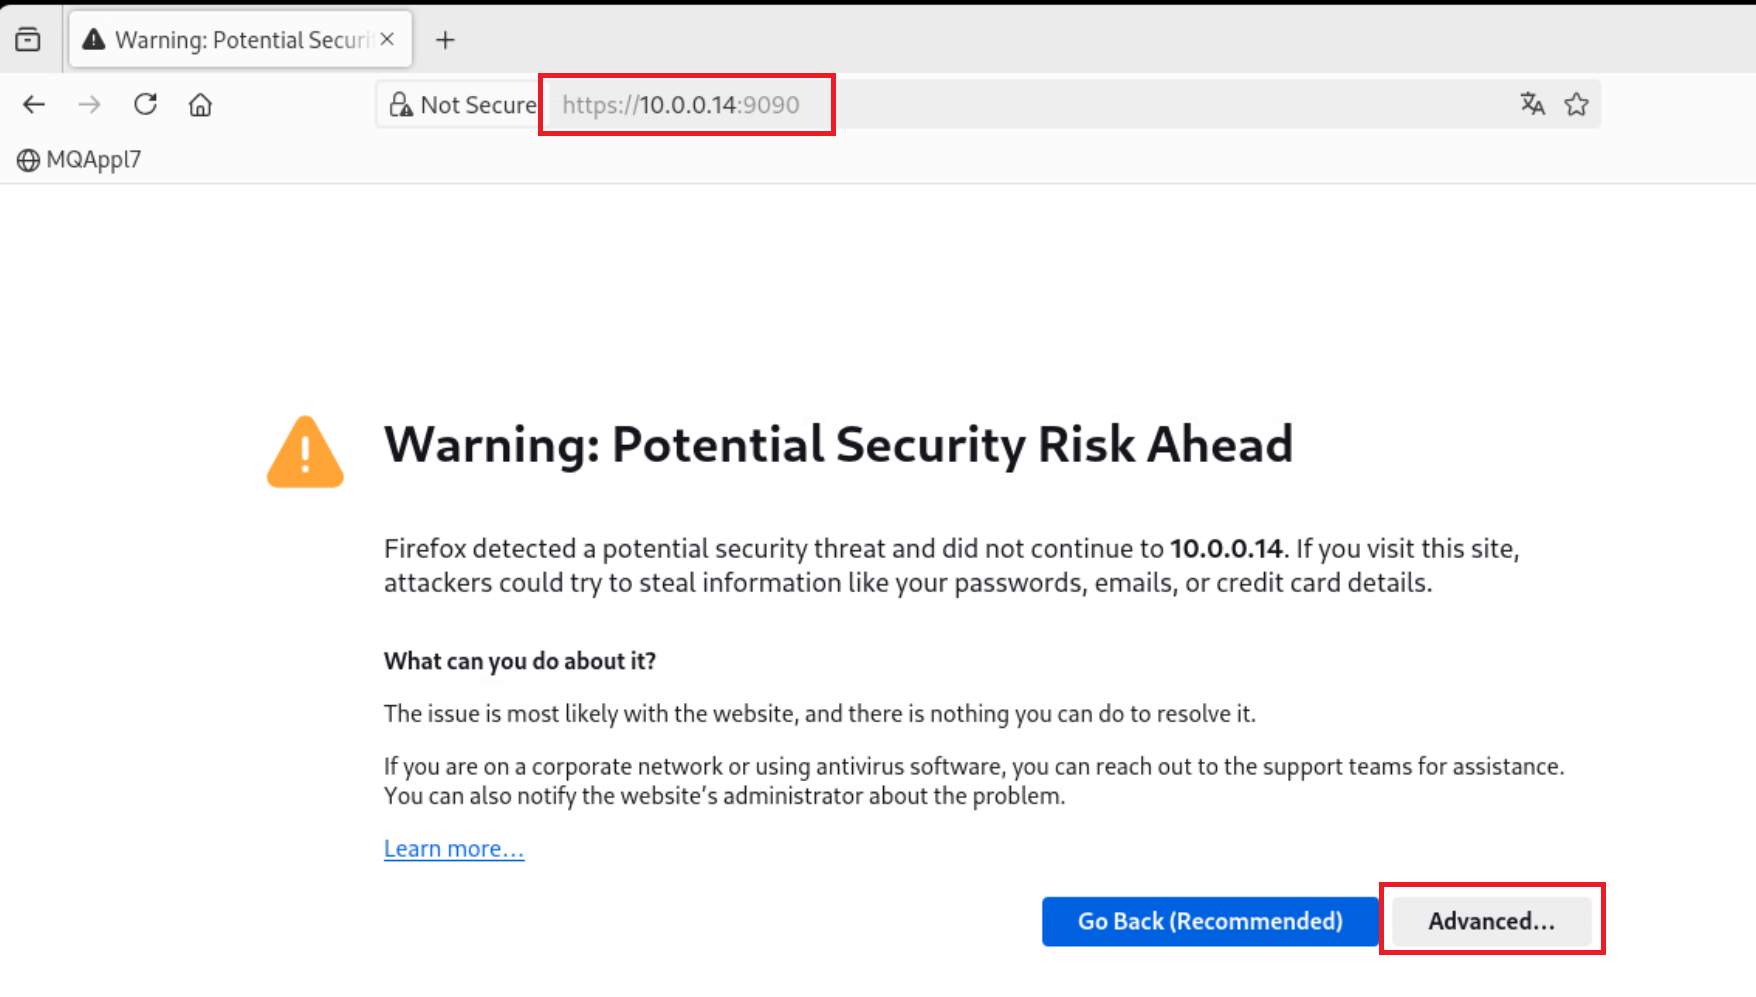 Warning: Potential Securit
Not Secure https://10.0.0.14:9090
MQAppl7
Warning: Potential Security Risk Ahead
Firefox detected a potential security threat and did not continue to 10.0.0.14. If you visit this site,
attackers could try to steal information like your passwords, emails, or credit card details.
What can you do about it?
The issue is most likely with the website, and there is nothing you can do to resolve it.
If you are on a corporate network or using antivirus software, you can reach out to the support teams for assistance.
You can also notify the website’s administrator about the problem.
Learn more…
Go Back (Recommended) Advanced…